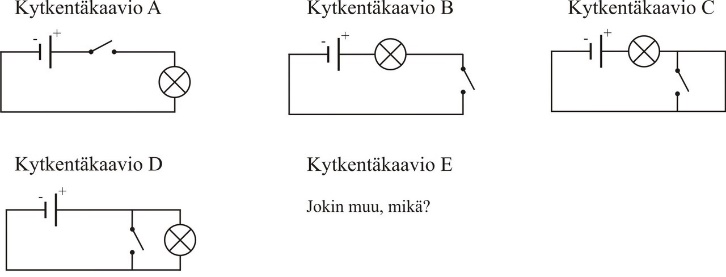 Kytkentäkaavio A
Kytkentäkaavio B
Kytkentäkaavio C
- +
- +
- +
Kytkentäkaavio D
Kytkentäkaavio E
- +
Jokin muu, mikä?